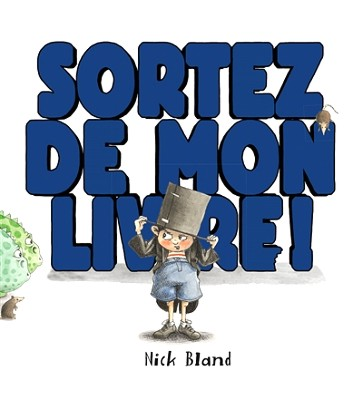 SORTEZ
DE MON
LIVRE!
Nick Bland